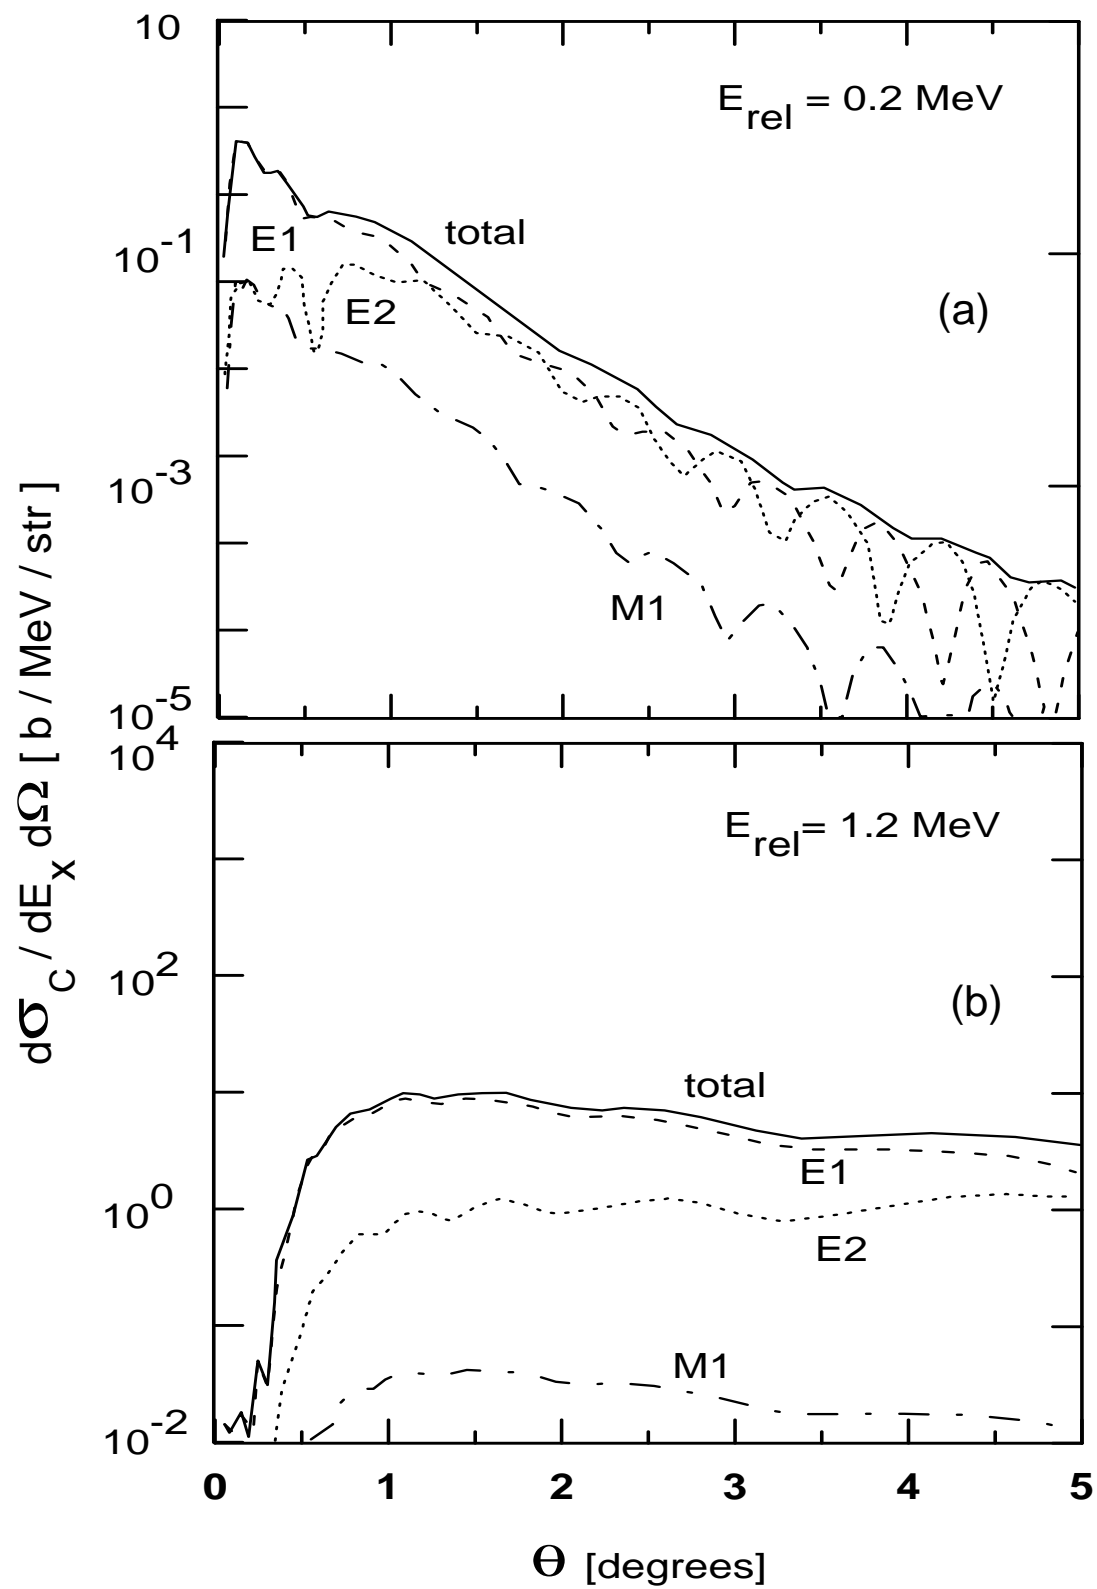 10
E_rel = 0.2 MeV
total
E1
10^-1
E2
(a)
10^-3
M1
10^-5
dσ_C / dE_x dΩ [ b / MeV / str ]
10^4
E_rel = 1.2 MeV
10^2
(b)
total
E1
10^0
E2
M1
10^-2
0 1 2 3 4 5
Θ [degrees]